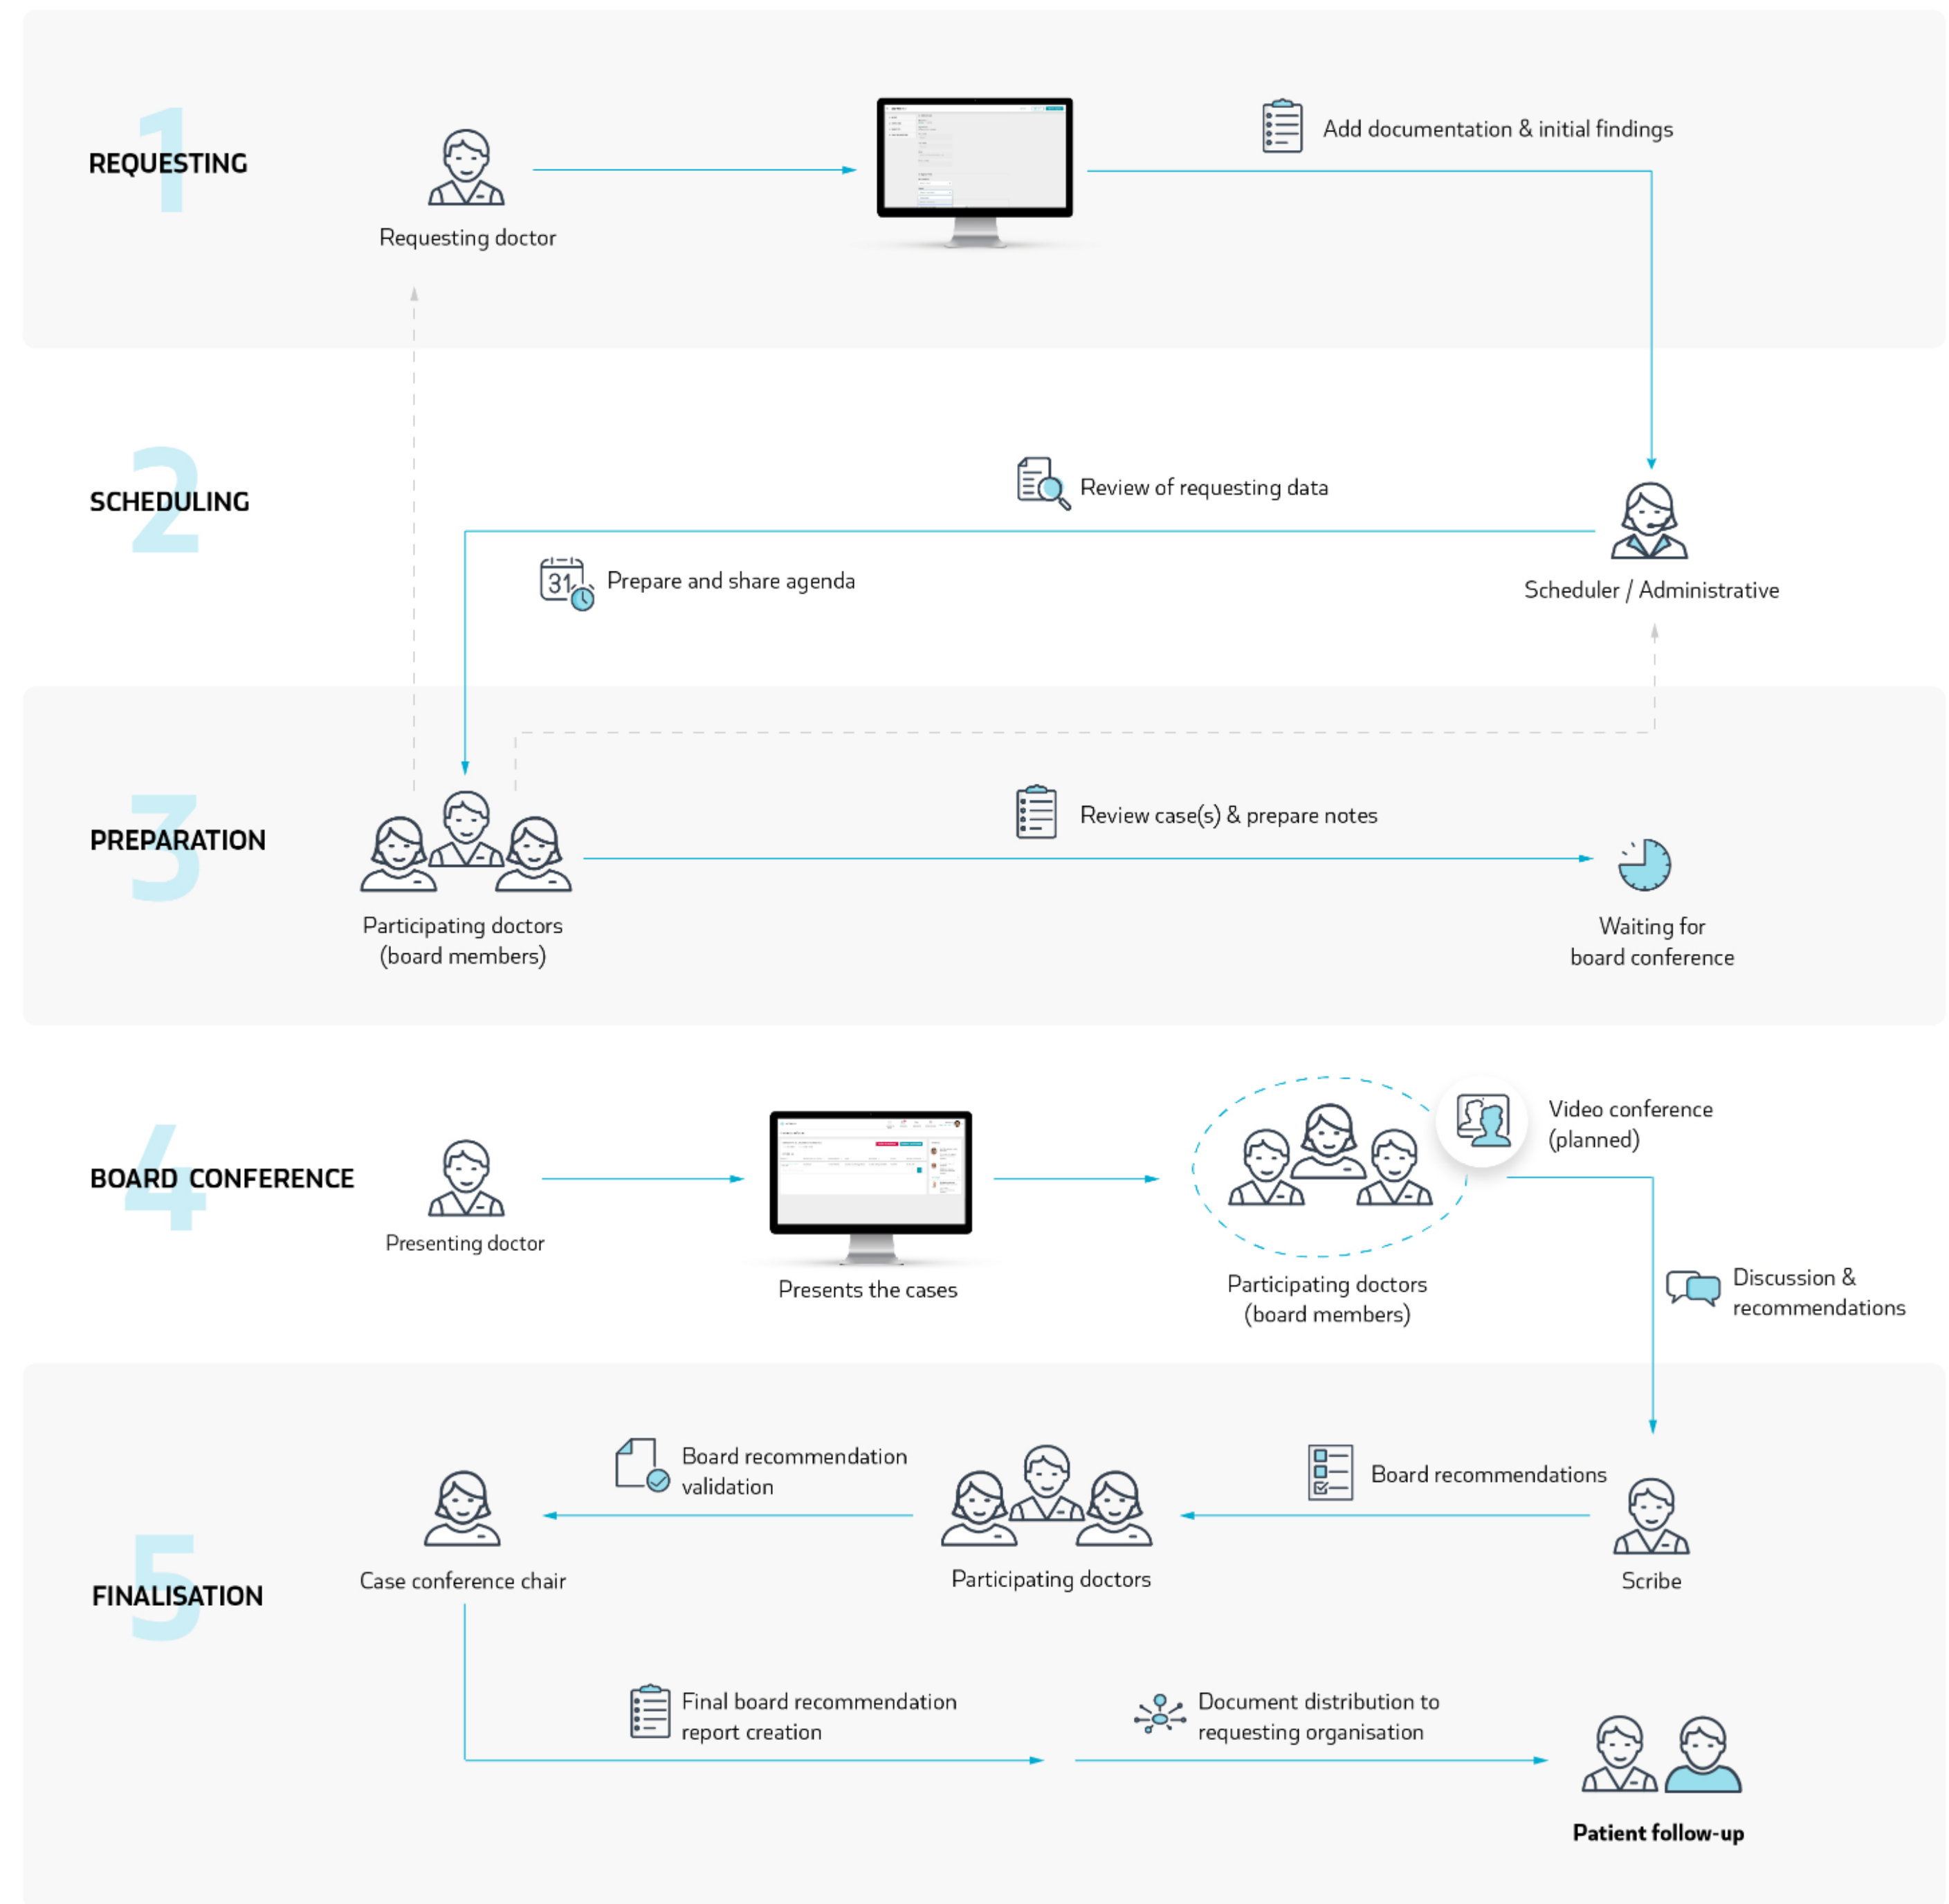 1
REQUESTING
Requesting doctor
Add documentation & initial findings
2
SCHEDULING
Review of requesting data
31
Prepare and share agenda
Scheduler / Administrative
3
PREPARATION
Review case(s) & prepare notes
Participating doctors
(board members)
Waiting for
board conference
4
BOARD CONFERENCE
Presenting doctor
Presents the cases
Participating doctors
(board members)
Video conference
(planned)
Discussion &
recommendations
5
FINALISATION
Board recommendation
validation
Board recommendations
Case conference chair
Participating doctors
Scribe
Final board recommendation
report creation
Document distribution to
requesting organisation
Patient follow-up